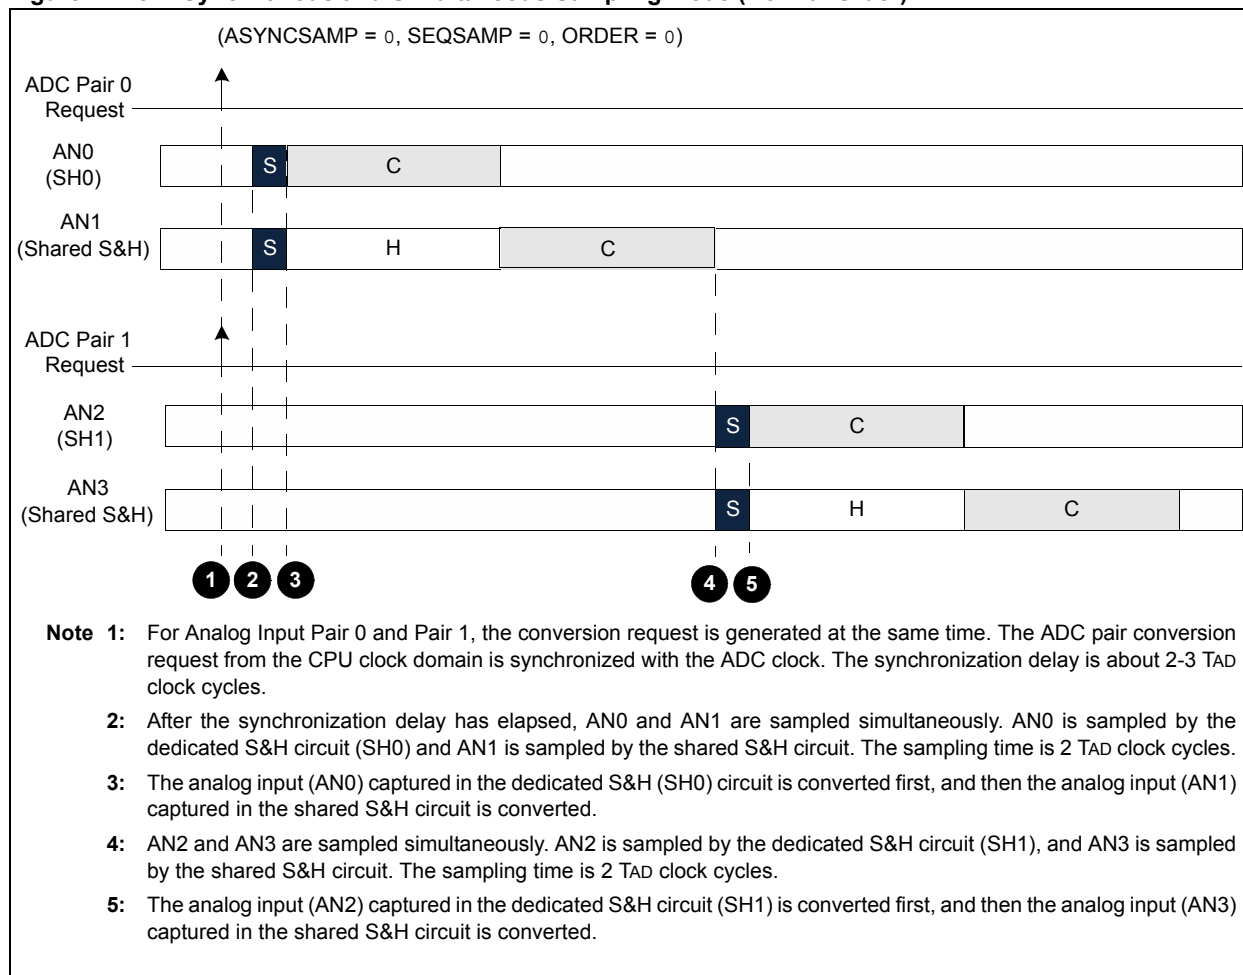 (ASYNCSAMP = 0, SEQSAMP = 0, ORDER = 0)
ADC Pair 0
Request
AN0
(SH0)
S
C
AN1
(Shared S&H)
S
H
C
ADC Pair 1
Request
AN2
(SH1)
S
C
AN3
(Shared S&H)
S
H
C
1
2
3
4
5
Note 1: For Analog Input Pair 0 and Pair 1, the conversion request is generated at the same time. The ADC pair conversion
request from the CPU clock domain is synchronized with the ADC clock. The synchronization delay is about 2-3 TAD
clock cycles.
2: After the synchronization delay has elapsed, AN0 and AN1 are sampled simultaneously. AN0 is sampled by the
dedicated S&H circuit (SH0) and AN1 is sampled by the shared S&H circuit. The sampling time is 2 TAD clock cycles.
3: The analog input (AN0) captured in the dedicated S&H (SH0) circuit is converted first, and then the analog input (AN1)
captured in the shared S&H circuit is converted.
4: AN2 and AN3 are sampled simultaneously. AN2 is sampled by the dedicated S&H circuit (SH1), and AN3 is sampled
by the shared S&H circuit. The sampling time is 2 TAD clock cycles.
5: The analog input (AN2) captured in the dedicated S&H circuit (SH1) is converted first, and then the analog input (AN3)
captured in the shared S&H circuit is converted.